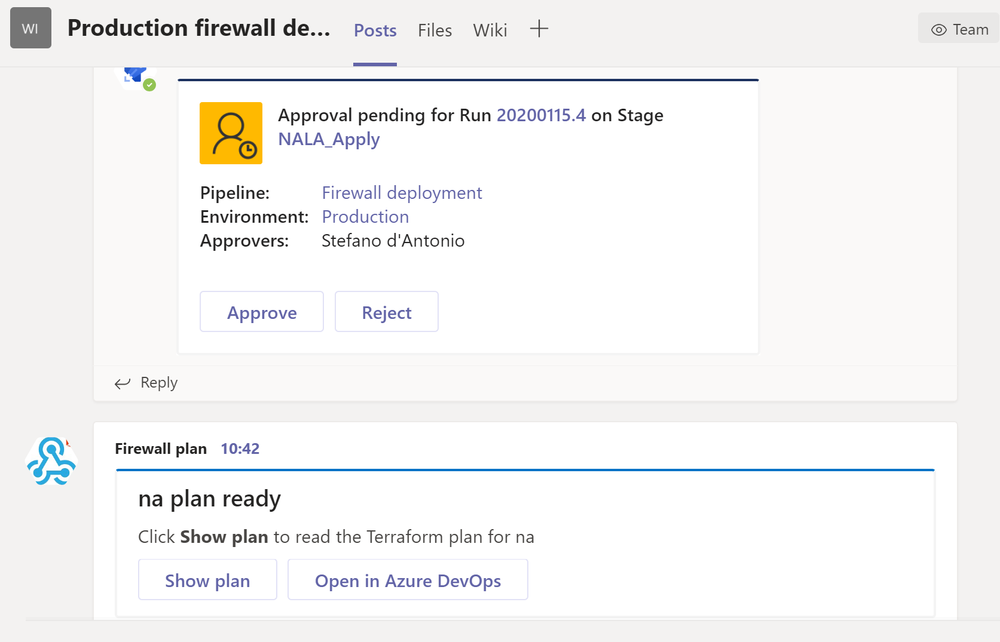 WI
Production firewall de...
Posts
Files
Wiki
Team
Approval pending for Run 20200115.4 on Stage
NALA_Apply
Pipeline: Firewall deployment
Environment: Production
Approvers: Stefano d'Antonio
Approve
Reject
Reply
Firewall plan 10:42
na plan ready
Click Show plan to read the Terraform plan for na
Show plan
Open in Azure DevOps